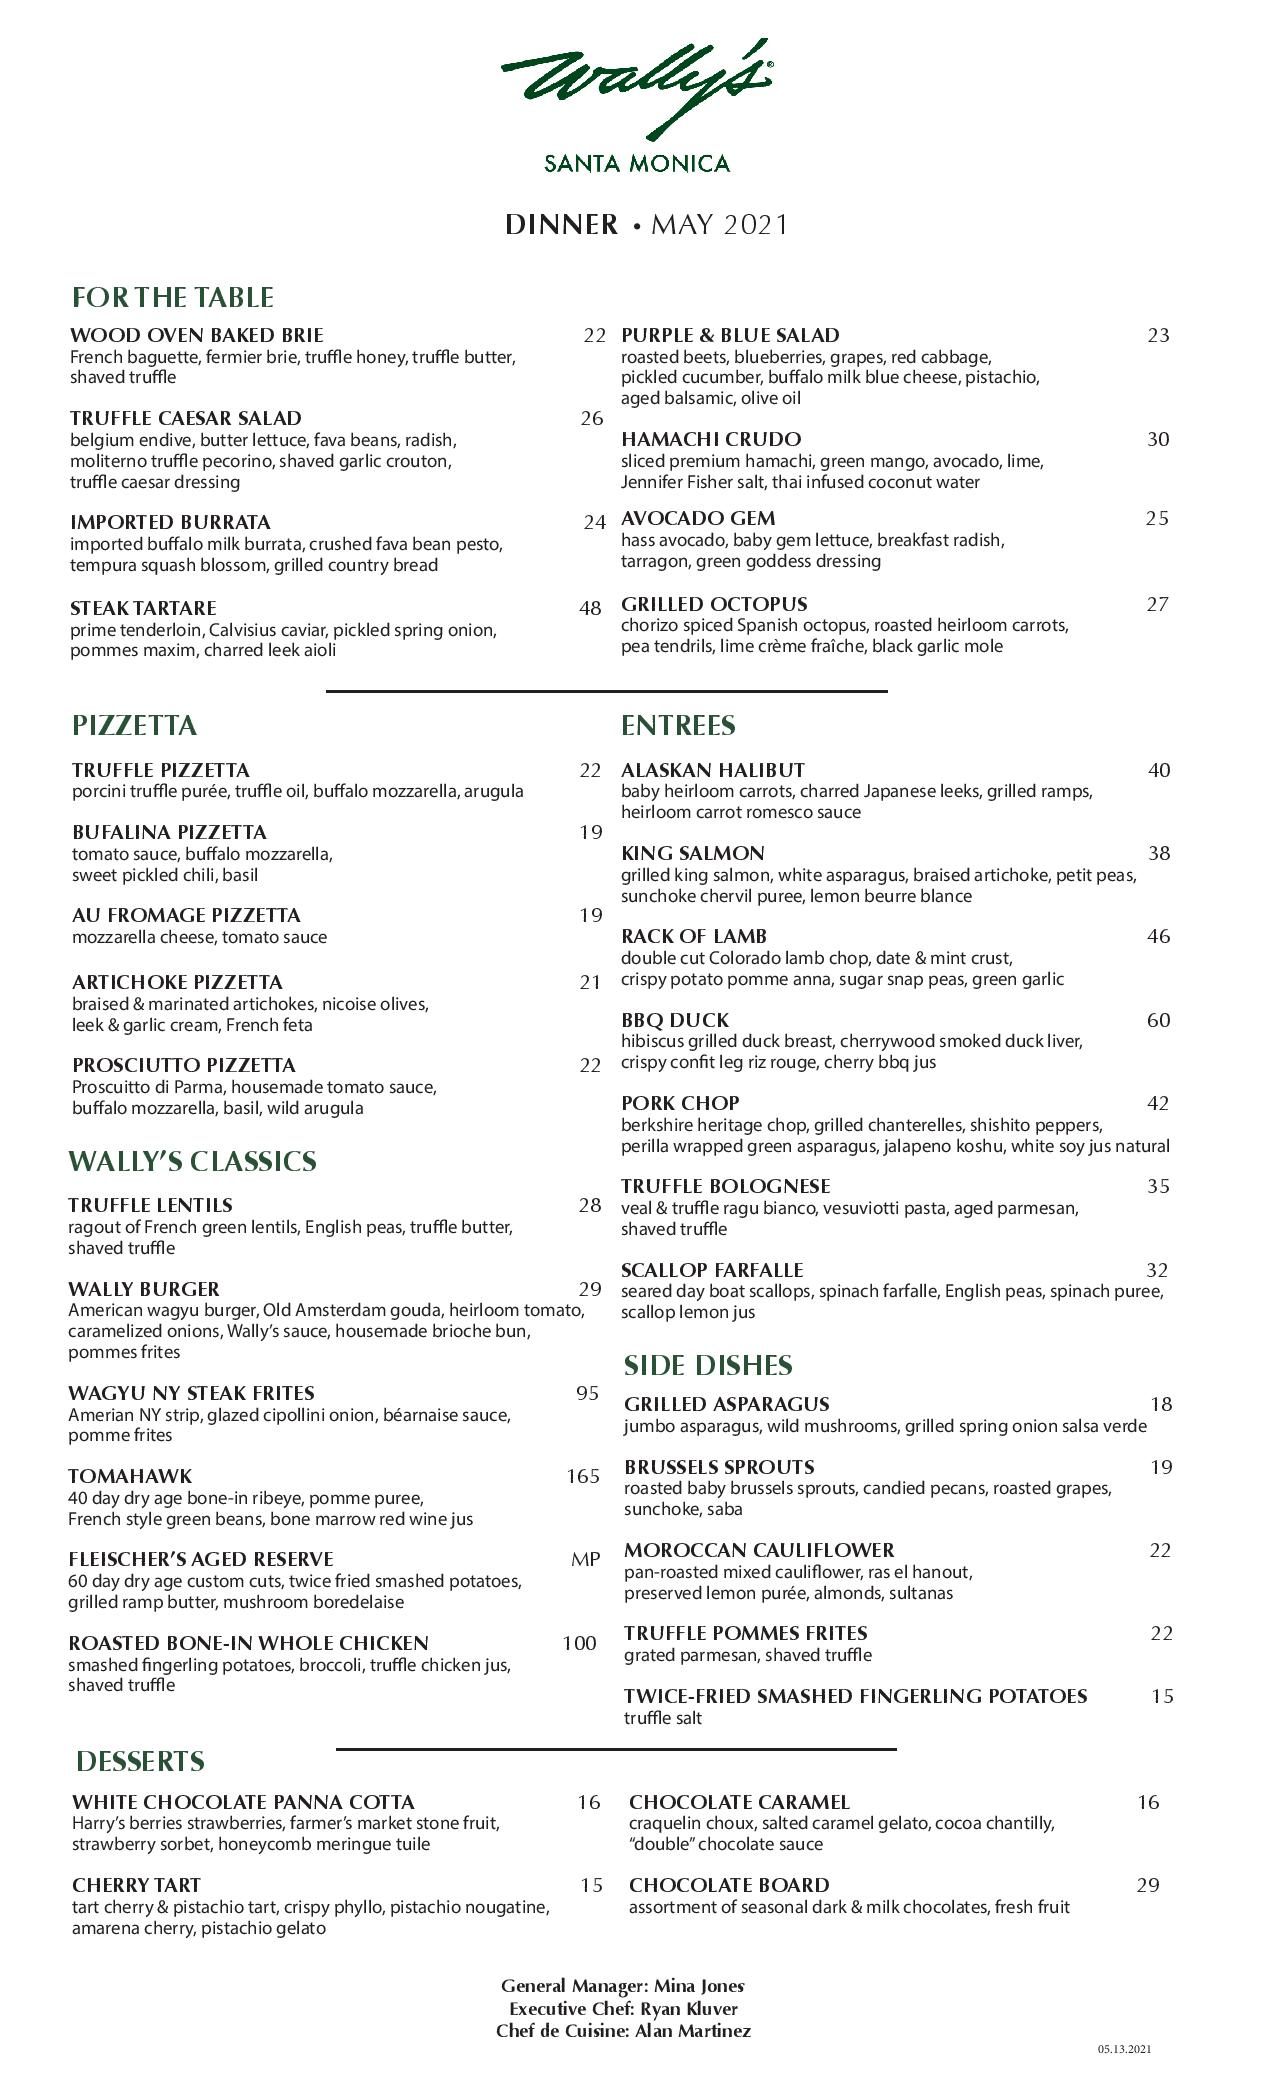 Wally's®
SANTA MONICA
DINNER • MAY 2021
FOR THE TABLE
WOOD OVEN BAKED BRIE 22
French baguette, fermier brie, truffle honey, truffle butter,
shaved truffle
TRUFFLE CAESAR SALAD 26
belgium endive, butter lettuce, fava beans, radish,
moliterno truffle pecorino, shaved garlic crouton,
truffle caesar dressing
IMPORTED BURRATA 24
imported buffalo milk burrata, crushed fava bean pesto,
tempura squash blossom, grilled country bread
STEAK TARTARE 48
prime tenderloin, Calvisius caviar, pickled spring onion,
pommes maxim, charred leek aioli
PURPLE & BLUE SALAD 23
roasted beets, blueberries, grapes, red cabbage,
pickled cucumber, buffalo milk blue cheese, pistachio,
aged balsamic, olive oil
HAMACHI CRUDO 30
sliced premium hamachi, green mango, avocado, lime,
Jennifer Fisher salt, thai infused coconut water
AVOCADO GEM 25
hass avocado, baby gem lettuce, breakfast radish,
tarragon, green goddess dressing
GRILLED OCTOPUS 27
chorizo spiced Spanish octopus, roasted heirloom carrots,
pea tendrils, lime crème fraîche, black garlic mole
PIZZETTA
TRUFFLE PIZZETTA 22
porcini truffle purée, truffle oil, buffalo mozzarella, arugula
BUFALINA PIZZETTA 19
tomato sauce, buffalo mozzarella,
sweet pickled chili, basil
AU FROMAGE PIZZETTA 19
mozzarella cheese, tomato sauce
ARTICHOKE PIZZETTA 21
braised & marinated artichokes, nicoise olives,
leek & garlic cream, French feta
PROSCIUTTO PIZZETTA 22
Proscuitto di Parma, housemade tomato sauce,
buffalo mozzarella, basil, wild arugula
WALLY'S CLASSICS
TRUFFLE LENTILS 28
ragout of French green lentils, English peas, truffle butter,
shaved truffle
WALLY BURGER 29
American wagyu burger, Old Amsterdam gouda, heirloom tomato,
caramelized onions, Wally's sauce, housemade brioche bun,
pommes frites
WAGYU NY STEAK FRITES 95
Amerian NY strip, glazed cipollini onion, béarnaise sauce,
pomme frites
TOMAHAWK 165
40 day dry age bone-in ribeye, pomme puree,
French style green beans, bone marrow red wine jus
FLEISCHER'S AGED RESERVE MP
60 day dry age custom cuts, twice fried smashed potatoes,
grilled ramp butter, mushroom boredelaise
ROASTED BONE-IN WHOLE CHICKEN 100
smashed fingerling potatoes, broccoli, truffle chicken jus,
shaved truffle
ENTREES
ALASKAN HALIBUT 40
baby heirloom carrots, charred Japanese leeks, grilled ramps,
heirloom carrot romesco sauce
KING SALMON 38
grilled king salmon, white asparagus, braised artichoke, petit peas,
sunchoke chervil puree, lemon beurre blance
RACK OF LAMB 46
double cut Colorado lamb chop, date & mint crust,
crispy potato pomme anna, sugar snap peas, green garlic
BBQ DUCK 60
hibiscus grilled duck breast, cherrywood smoked duck liver,
crispy confit leg riz rouge, cherry bbq jus
PORK CHOP 42
berkshire heritage chop, grilled chanterelles, shishito peppers,
perilla wrapped green asparagus, jalapeno koshu, white soy jus natural
TRUFFLE BOLOGNESE 35
veal & truffle ragu bianco, vesuviotti pasta, aged parmesan,
shaved truffle
SCALLOP FARFALLE 32
seared day boat scallops, spinach farfalle, English peas, spinach puree,
scallop lemon jus
SIDE DISHES
GRILLED ASPARAGUS 18
jumbo asparagus, wild mushrooms, grilled spring onion salsa verde
BRUSSELS SPROUTS 19
roasted baby brussels sprouts, candied pecans, roasted grapes,
sunchoke, saba
MOROCCAN CAULIFLOWER 22
pan-roasted mixed cauliflower, ras el hanout,
preserved lemon purée, almonds, sultanas
TRUFFLE POMMES FRITES 22
grated parmesan, shaved truffle
TWICE-FRIED SMASHED FINGERLING POTATOES 15
truffle salt
DESSERTS
WHITE CHOCOLATE PANNA COTTA 16
Harry's berries strawberries, farmer's market stone fruit,
strawberry sorbet, honeycomb meringue tuile
CHERRY TART 15
tart cherry & pistachio tart, crispy phyllo, pistachio nougatine,
amarena cherry, pistachio gelato
CHOCOLATE CARAMEL 16
craquelin choux, salted caramel gelato, cocoa chantilly,
"double" chocolate sauce
CHOCOLATE BOARD 29
assortment of seasonal dark & milk chocolates, fresh fruit
General Manager: Mina Jones
Executive Chef: Ryan Kluver
Chef de Cuisine: Alan Martinez
05.13.2021